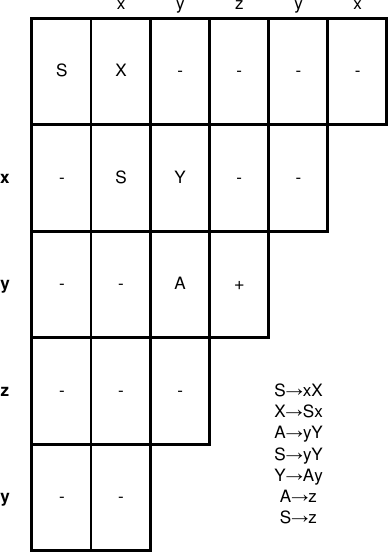 x y z y x
S X - - - -
x - S Y - -
y - - A +
z - - -
y - -
S→xX
X→Sx
A→yY
S→yY
Y→Ay
A→z
S→z